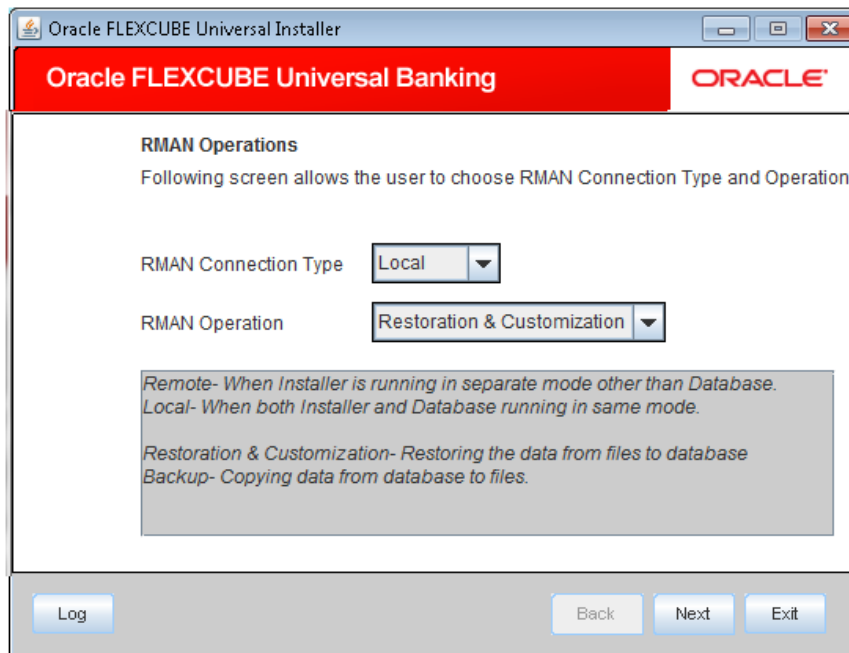 Oracle FLEXCUBE Universal Installer
Oracle FLEXCUBE Universal Banking
ORACLE®
RMAN Operations
Following screen allows the user to choose RMAN Connection Type and Operation
RMAN Connection Type
Local
RMAN Operation
Restoration & Customization
Remote- When Installer is running in separate mode other than Database.
Local- When both Installer and Database running in same mode.
Restoration & Customization- Restoring the data from files to database
Backup- Copying data from database to files.
Log
Back
Next
Exit